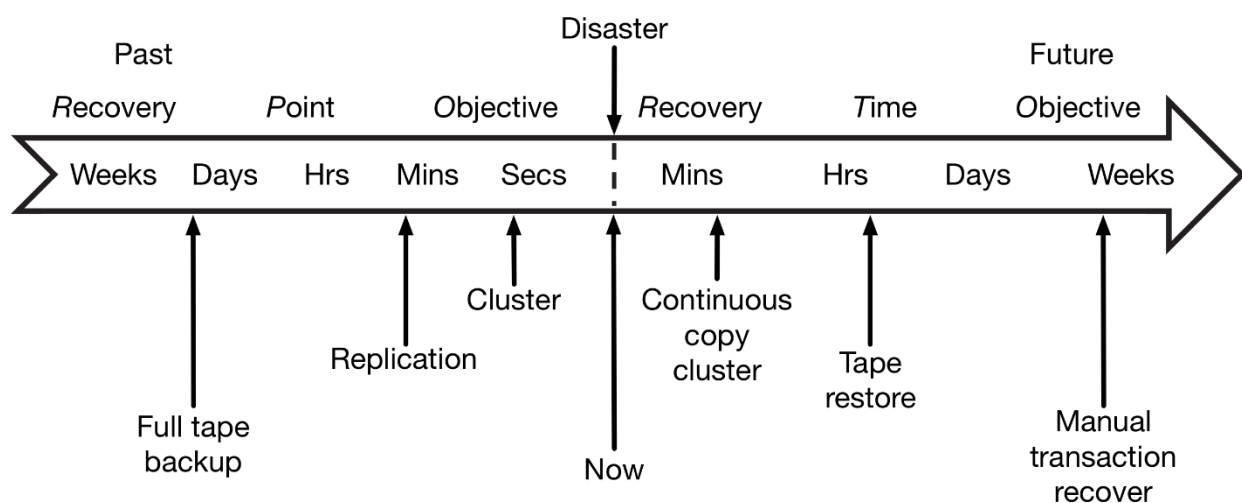 Disaster
Past
Future
Recovery Point Objective Recovery Time Objective
Weeks Days Hrs Mins Secs Mins Hrs Days Weeks
Cluster
Continuous
copy
cluster
Replication
Tape
restore
Full tape
backup
Now
Manual
transaction
recover